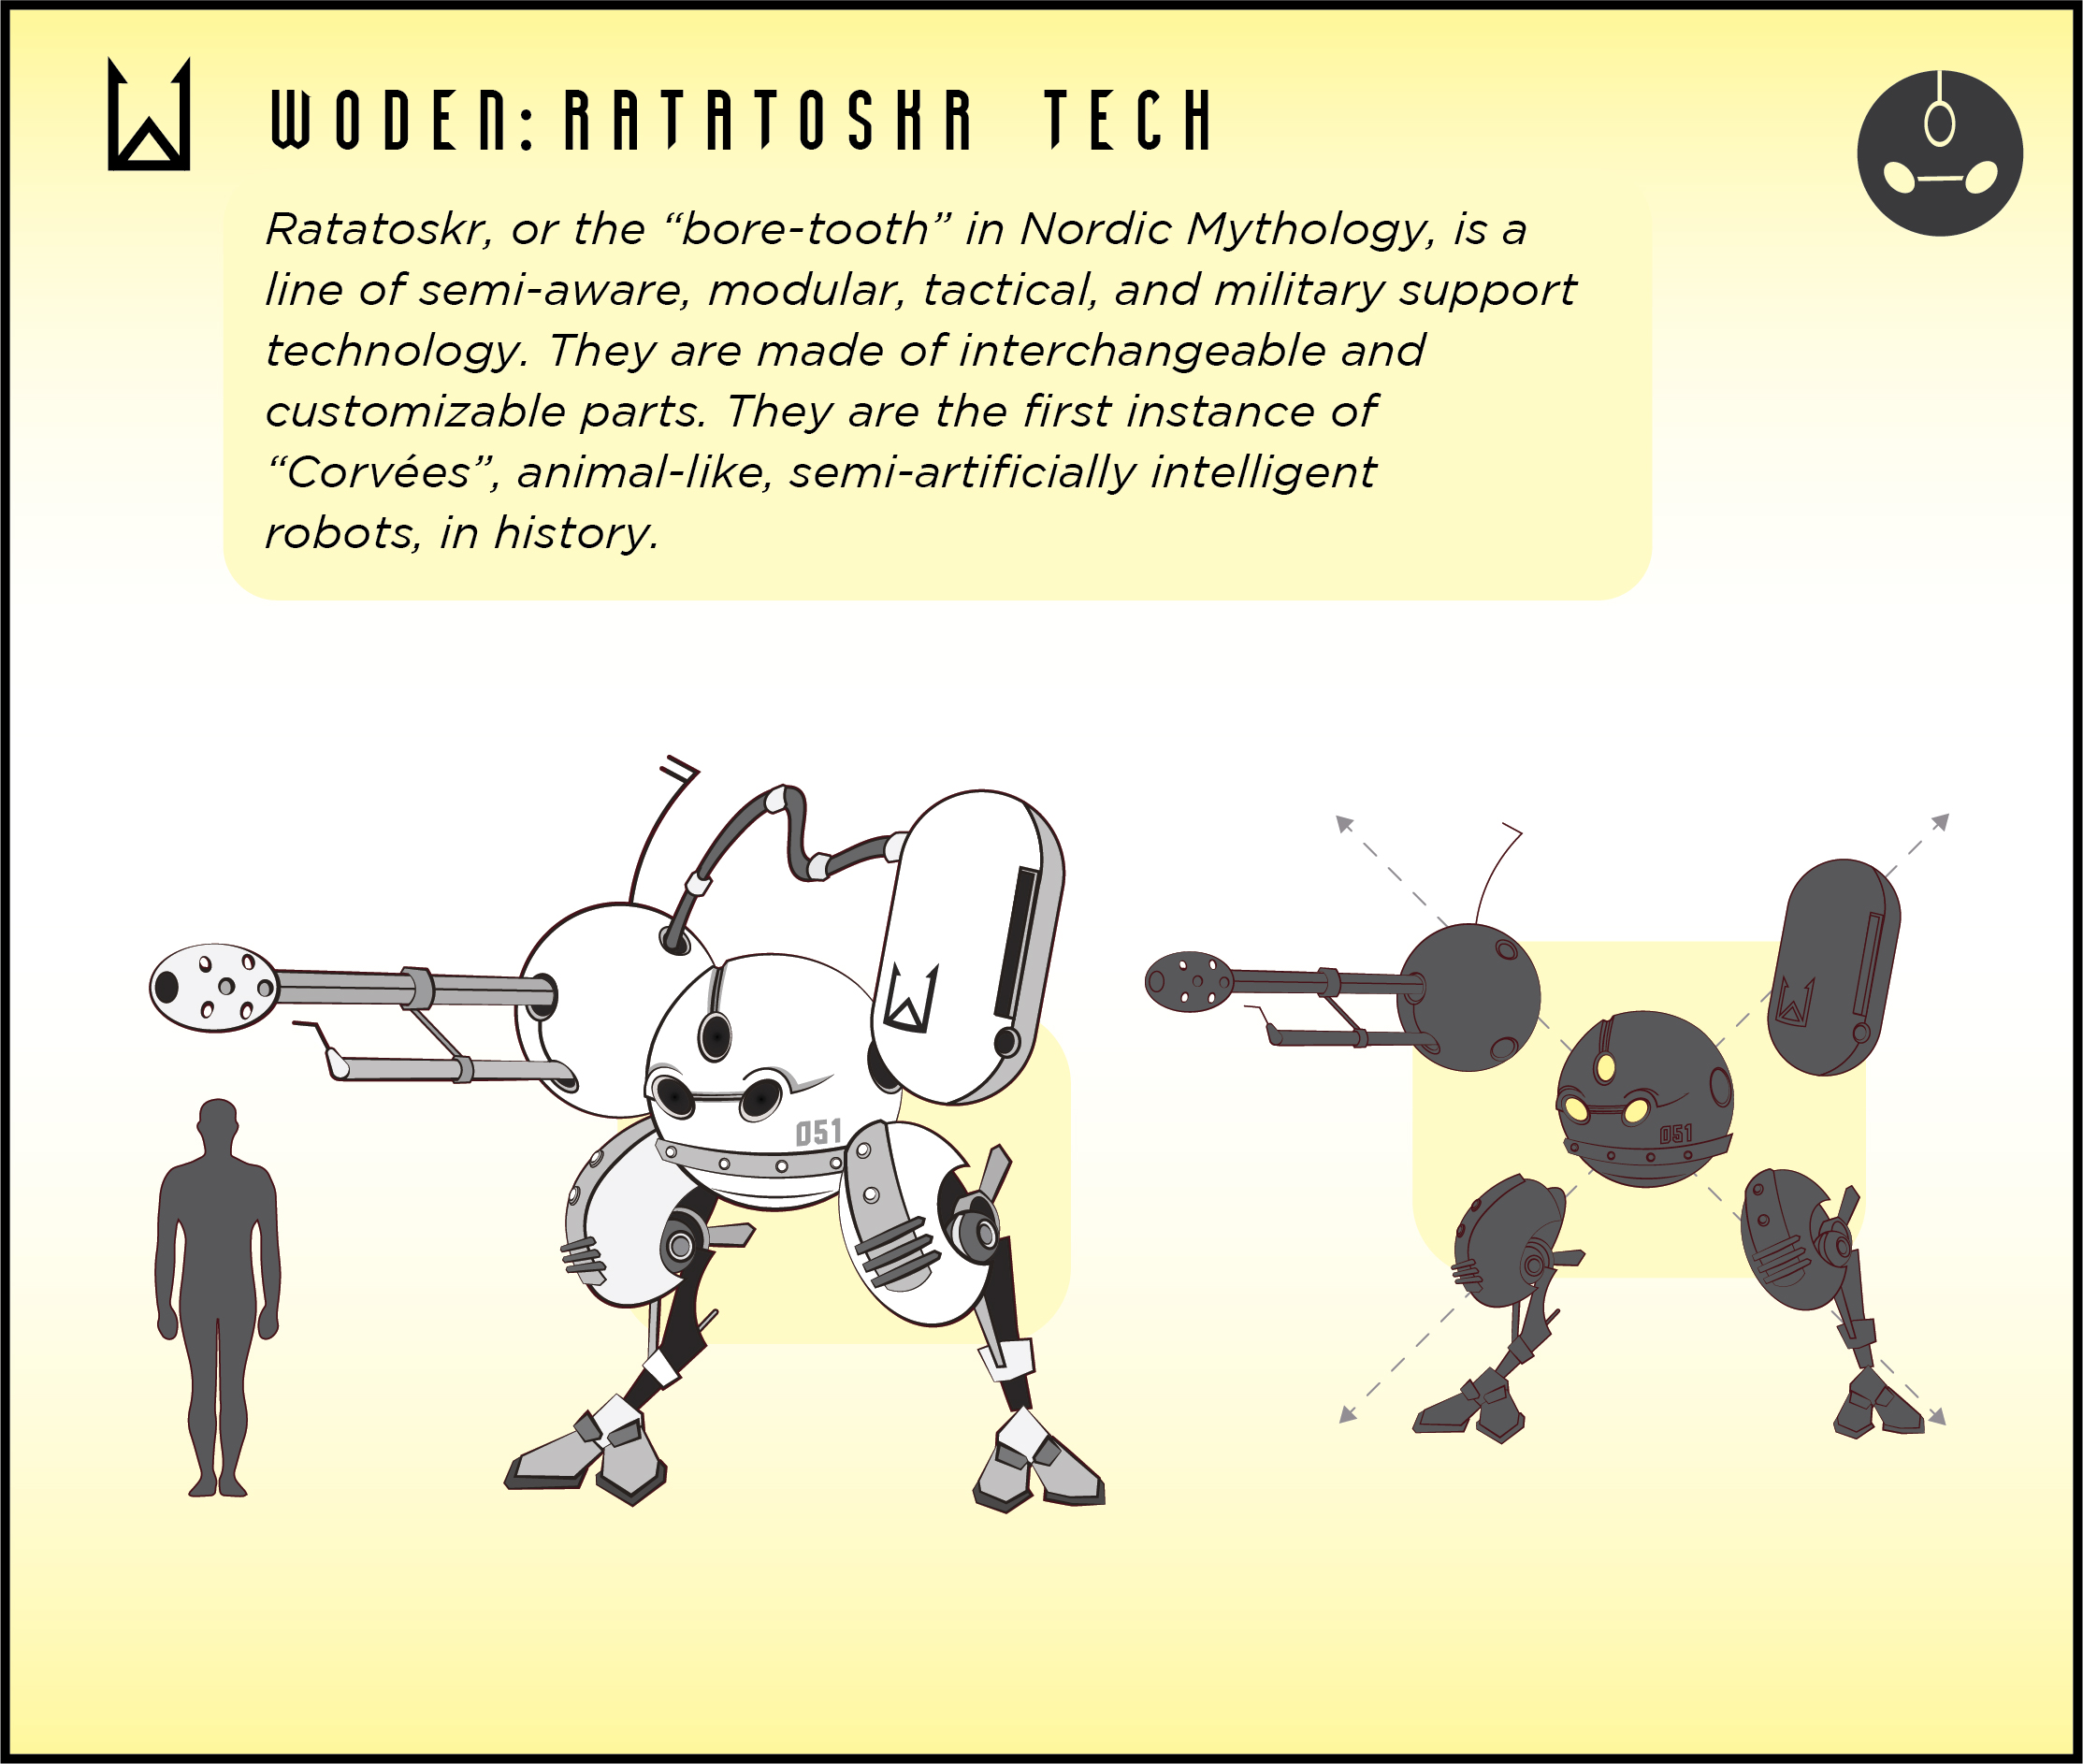 WODEN:RATATOSKR TECH
Ratatoskr, or the “bore-tooth” in Nordic Mythology, is a
line of semi-aware, modular, tactical, and military support
technology. They are made of interchangeable and
customizable parts. They are the first instance of
“Corvées”, animal-like, semi-artificially intelligent
robots, in history.
051
051